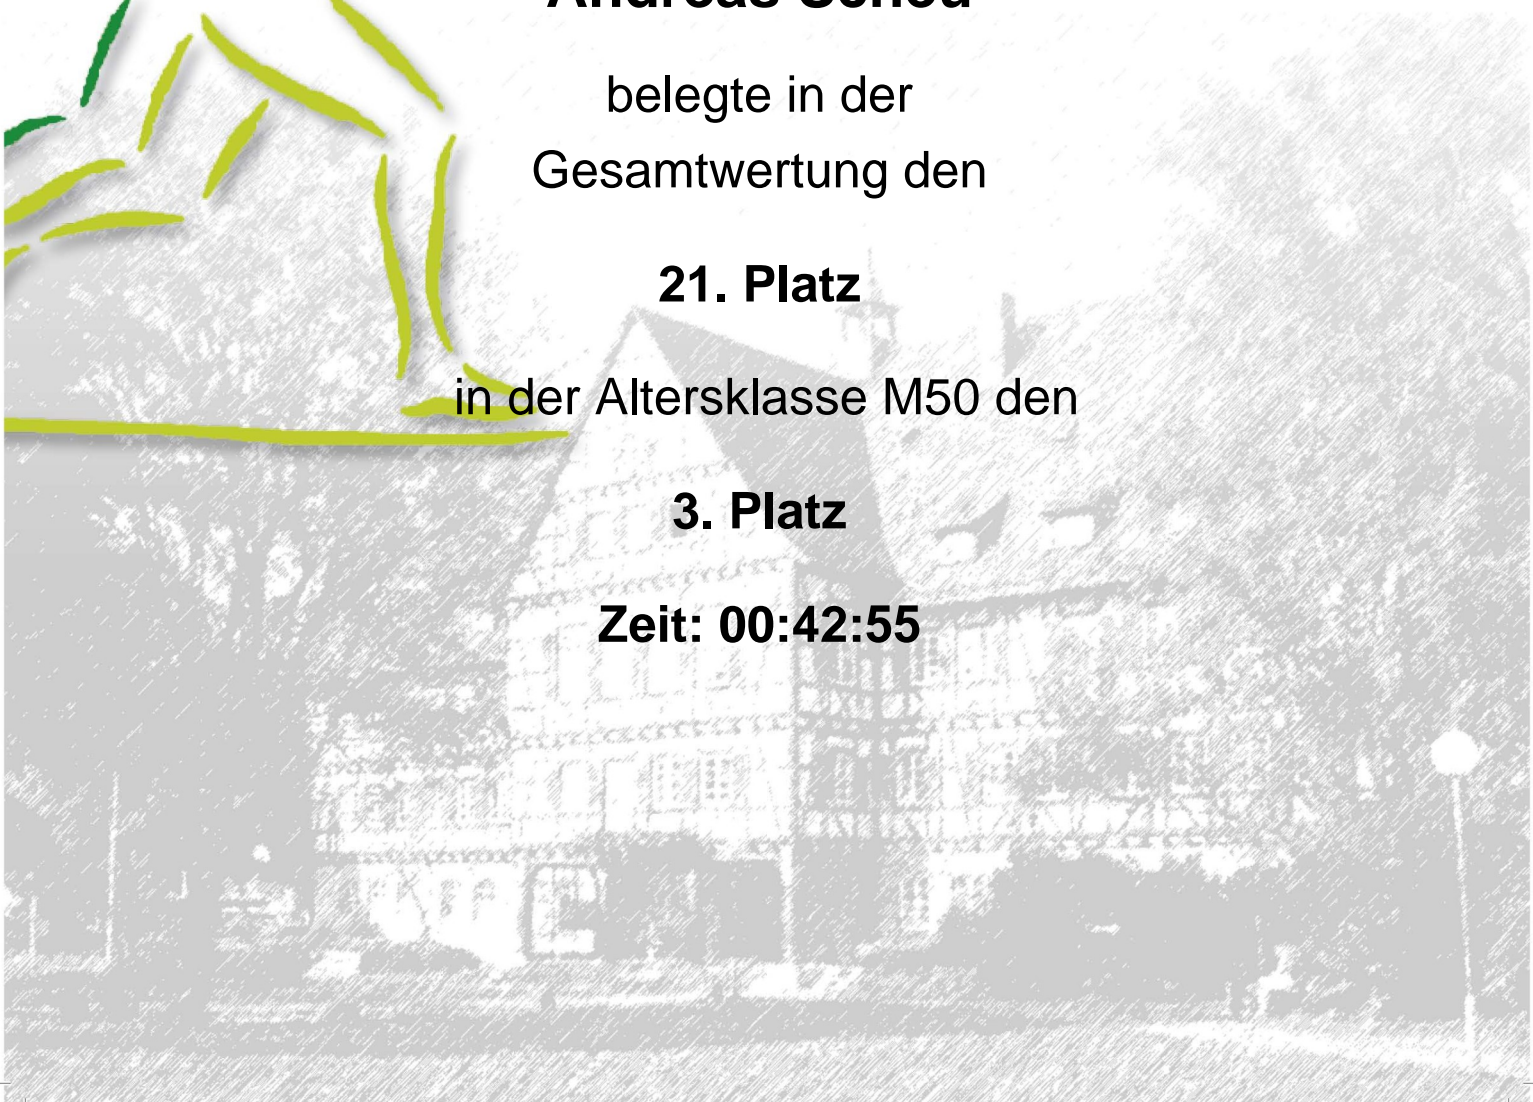 belegte in der
Gesamtwertung den
21. Platz
in der Altersklasse M50 den
3. Platz
Zeit: 00:42:55